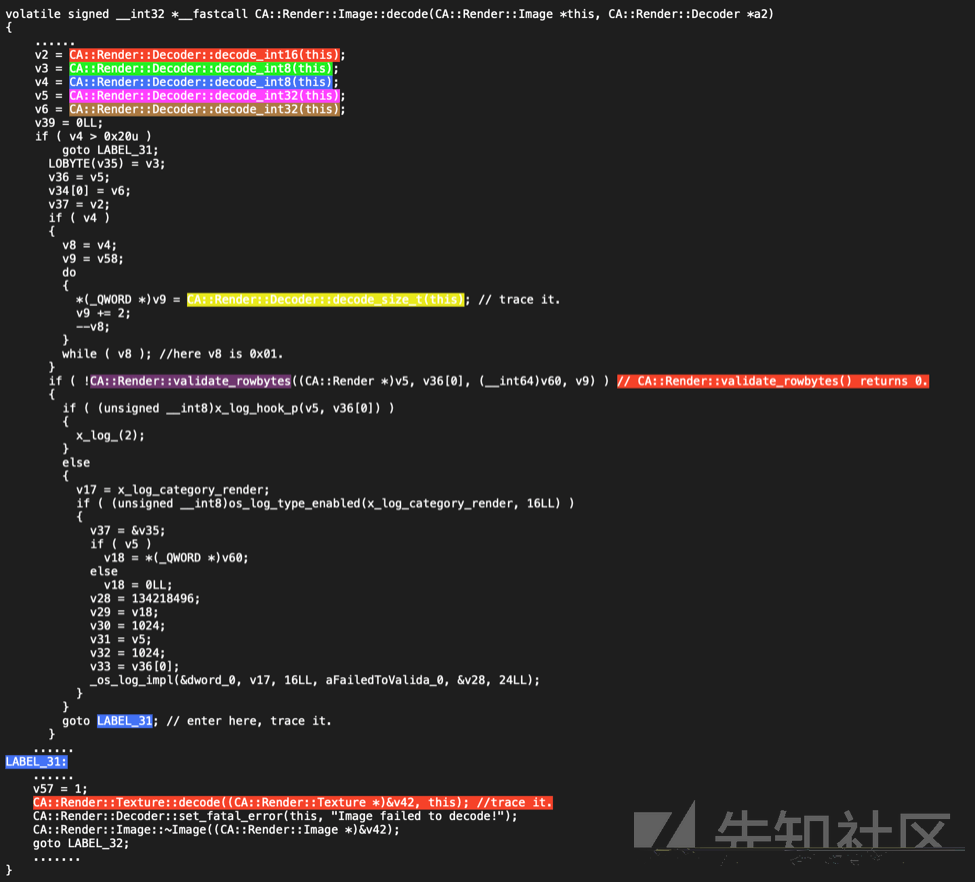 volatile signed __int32 *__fastcall CA::Render::Image::decode(CA::Render::Image *this, CA::Render::Decoder *a2)
{
......
v2 = CA::Render::Decoder::decode_int16(this);
v3 = CA::Render::Decoder::decode_int8(this);
v4 = CA::Render::Decoder::decode_int8(this);
v5 = CA::Render::Decoder::decode_int32(this);
v6 = CA::Render::Decoder::decode_int32(this);
v39 = 0LL;
if ( v4 > 0x20u )
goto LABEL_31;
LOBYTE(v35) = v3;
v36 = v5;
v34[0] = v6;
v37 = v2;
if ( v4 )
{
v8 = v4;
v9 = v58;
do
{
*(_QWORD *)v9 = CA::Render::Decoder::decode_size_t(this); // trace it.
v9 += 2;
--v8;
}
while ( v8 ); //here v8 is 0x01.
}
if ( !CA::Render::validate_rowbytes((CA::Render *)v5, v36[0], (__int64)v60, v9) ) // CA::Render::validate_rowbytes() returns 0.
{
if ( (unsigned __int8)x_log_hook_p(v5, v36[0]) )
{
x_log_(2);
}
else
{
v17 = x_log_category_render;
if ( (unsigned __int8)os_log_type_enabled(x_log_category_render, 16LL) )
{
v37 = &v35;
if ( v5 )
v18 = *(_QWORD *)v60;
else
v18 = 0LL;
v28 = 134218496;
v29 = v18;
v30 = 1024;
v31 = v5;
v32 = 1024;
v33 = v36[0];
_os_log_impl(&dword_0, v17, 16LL, aFailedToValida_0, &v28, 24LL);
}
}
goto LABEL_31; // enter here, trace it.
}
......
LABEL_31:
......
v57 = 1;
CA::Render::Texture::decode((CA::Render::Texture *)&v42, this); //trace it.
CA::Render::Decoder::set_fatal_error(this, "Image failed to decode!");
CA::Render::Image::~Image((CA::Render::Image *)&v42);
goto LABEL_32;
.......
}
先知社区